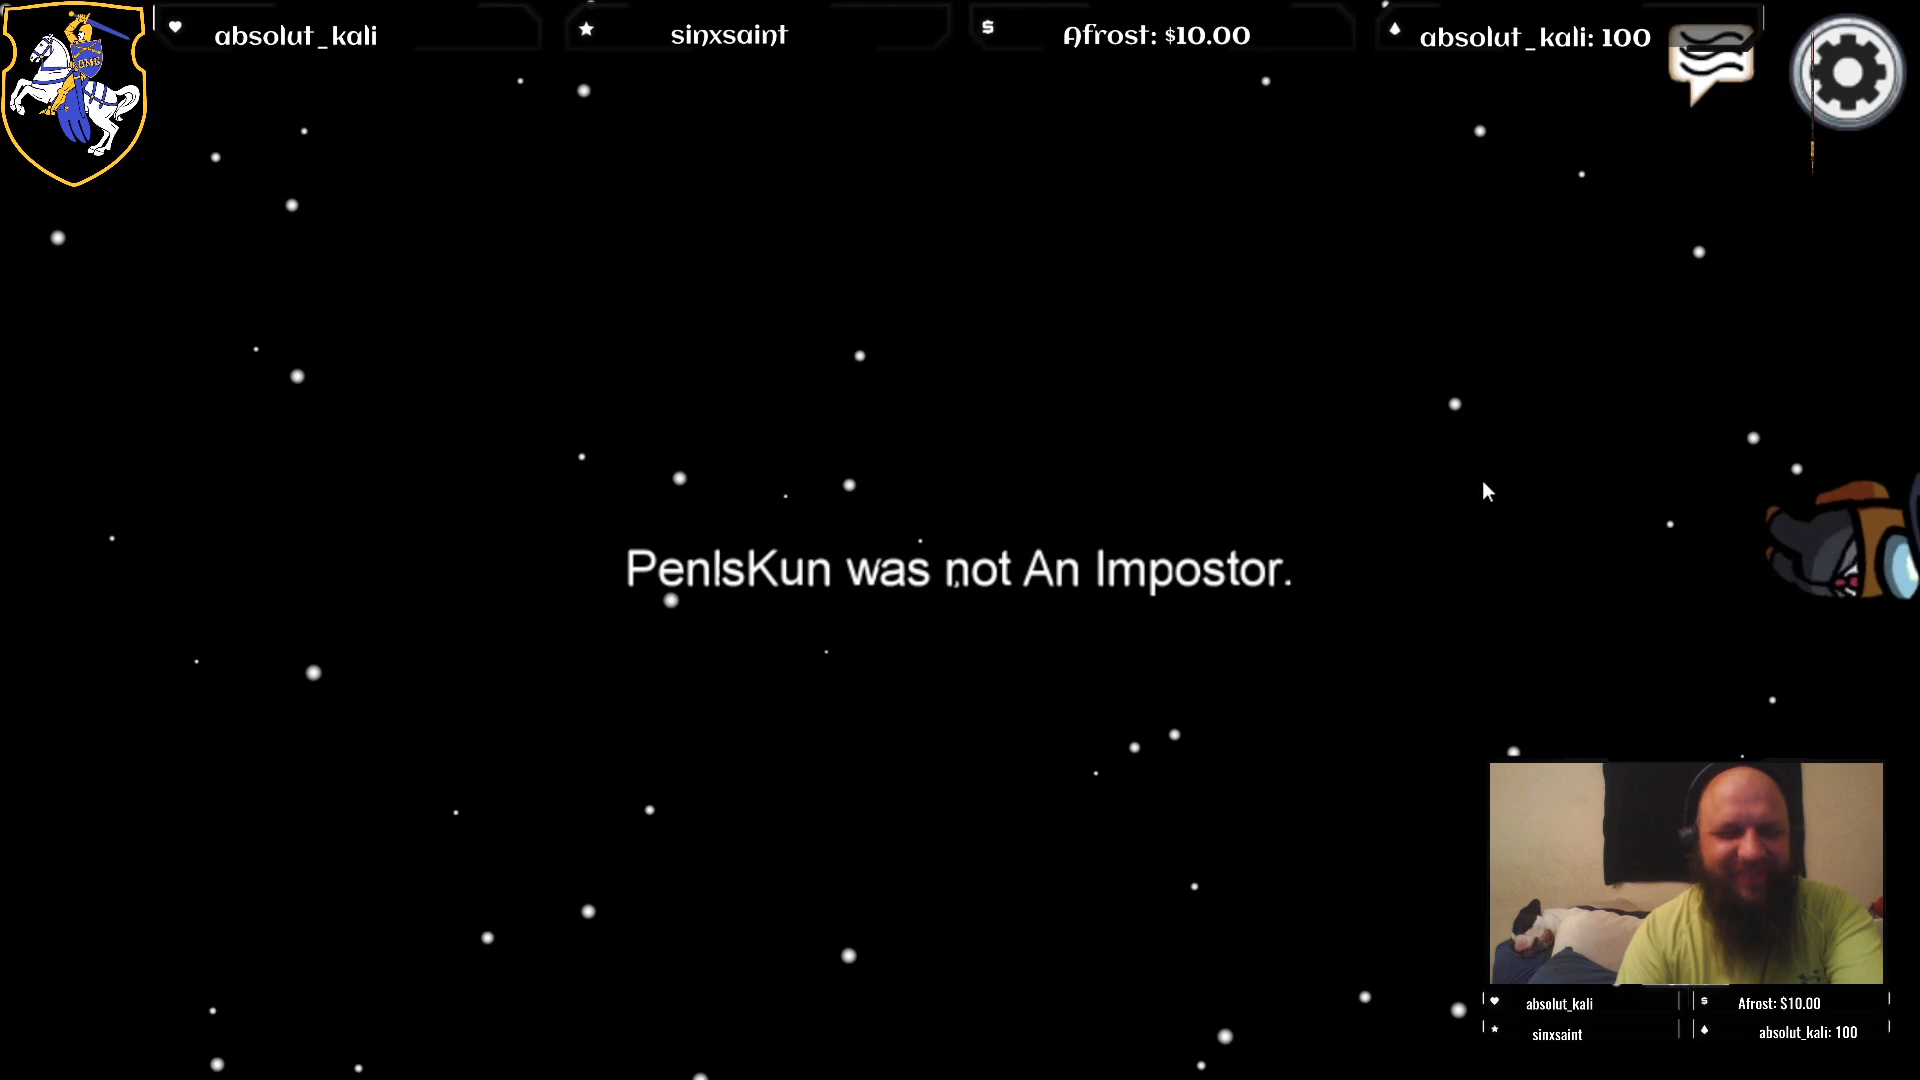 absolut_kali
sinxsaint
$ Afrost: $10.00
absolut_kali: 100
PenIsKun was not An Impostor.
absolut_kali
$ Afrost: $10.00
sinxsaint
absolut_kali: 100